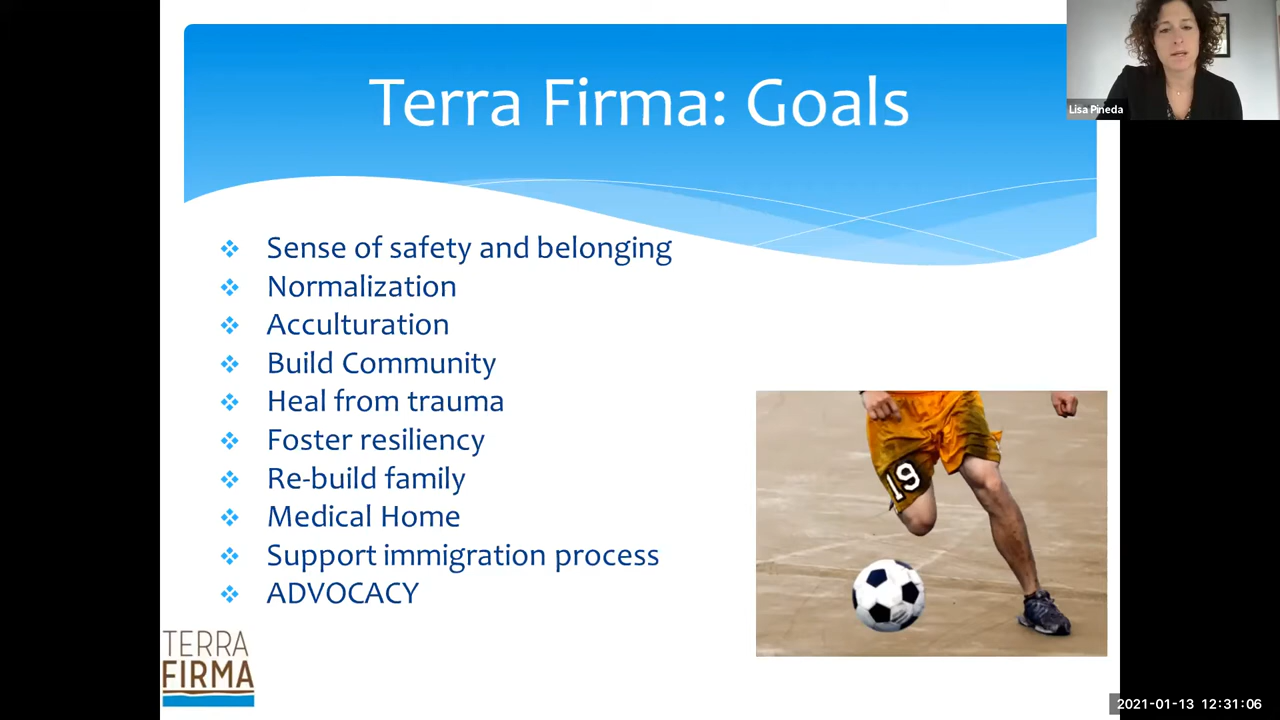 Terra Firma: Goals
Lisa Pineda
Sense of safety and belonging
Normalization
Acculturation
Build Community
Heal from trauma
Foster resiliency
Re-build family
Medical Home
Support immigration process
ADVOCACY
19
TERRA
FIRMA
2021-01-13 12:31:06